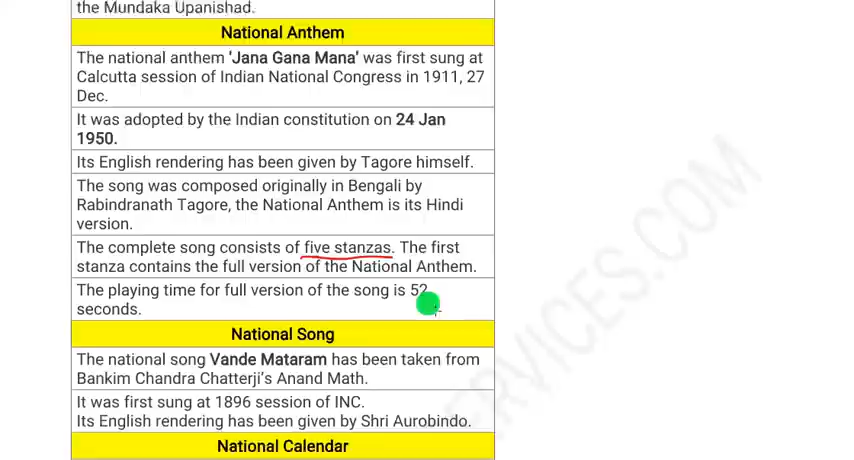 the Mundaka Upanishad.
National Anthem
The national anthem 'Jana Gana Mana' was first sung at
Calcutta session of Indian National Congress in 1911, 27
Dec.
It was adopted by the Indian constitution on 24 Jan
1950.
Its English rendering has been given by Tagore himself.
The song was composed originally in Bengali by
Rabindranath Tagore, the National Anthem is its Hindi
version.
The complete song consists of five stanzas. The first
stanza contains the full version of the National Anthem.
The playing time for full version of the song is 52
seconds.
National Song
The national song Vande Mataram has been taken from
Bankim Chandra Chatterji's Anand Math.
It was first sung at 1896 session of INC.
Its English rendering has been given by Shri Aurobindo.
National Calendar
ERVICES.COM